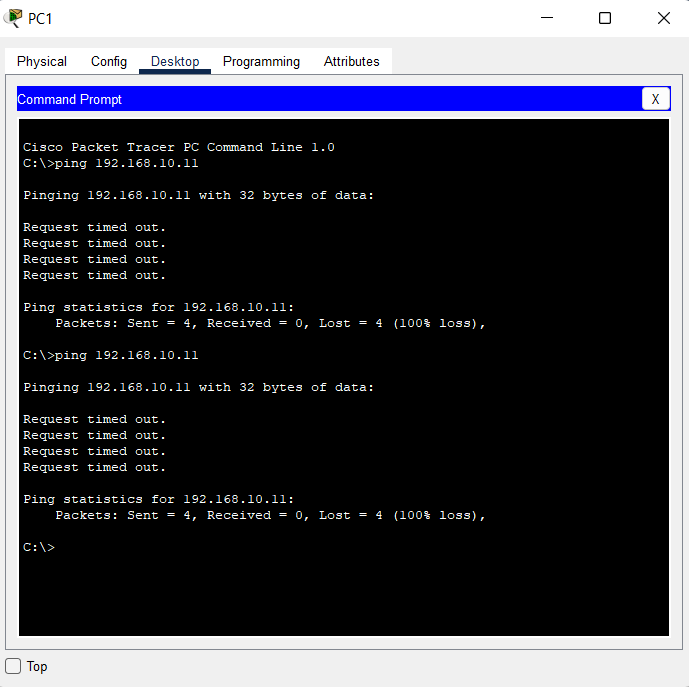 PC1
Physical Config Desktop Programming Attributes
Command Prompt X
Cisco Packet Tracer PC Command Line 1.0
C:\>ping 192.168.10.11
Pinging 192.168.10.11 with 32 bytes of data:
Request timed out.
Request timed out.
Request timed out.
Request timed out.
Ping statistics for 192.168.10.11:
Packets: Sent = 4, Received = 0, Lost = 4 (100% loss),
C:\>ping 192.168.10.11
Pinging 192.168.10.11 with 32 bytes of data:
Request timed out.
Request timed out.
Request timed out.
Request timed out.
Ping statistics for 192.168.10.11:
Packets: Sent = 4, Received = 0, Lost = 4 (100% loss),
C:\>
Top